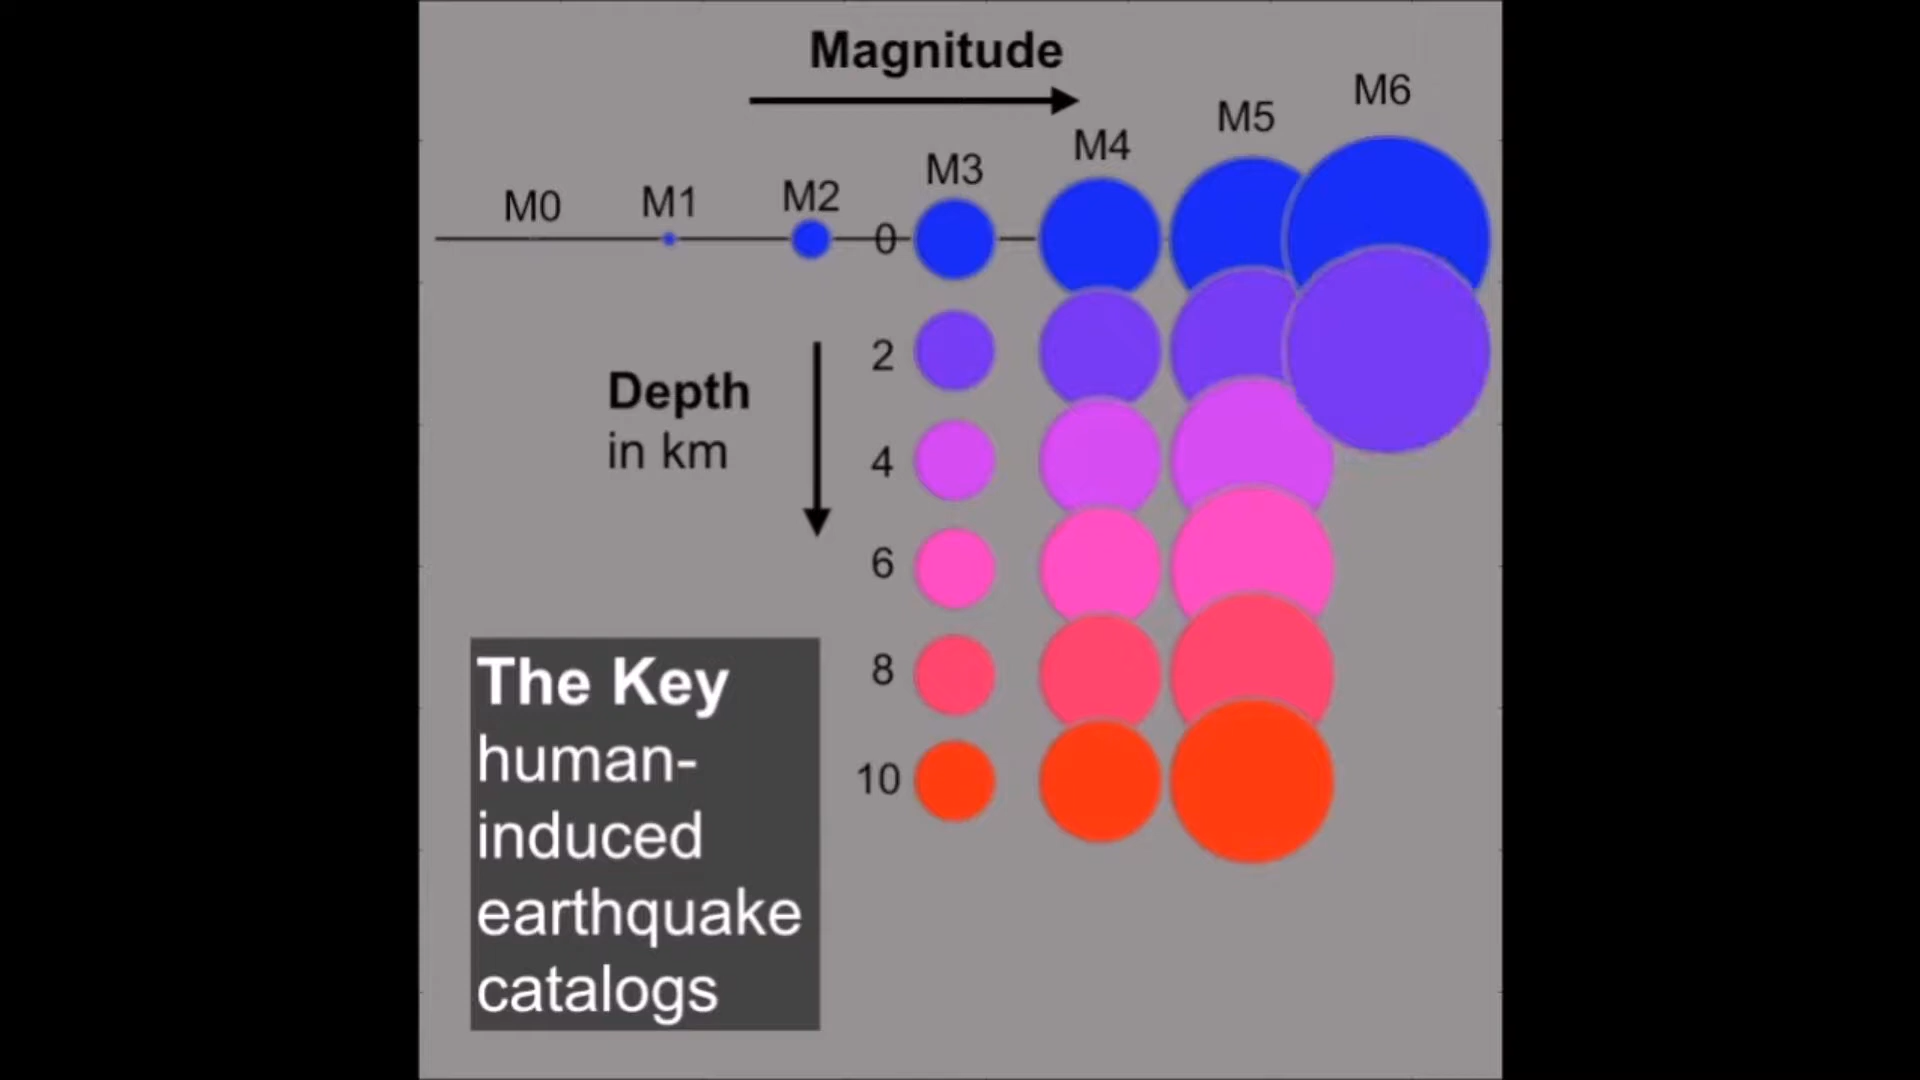 Magnitude
M0 M1 M2 M3 M4 M5 M6
0
2
Depth
in km
4
6
8
10
The Key
human-
induced
earthquake
catalogs